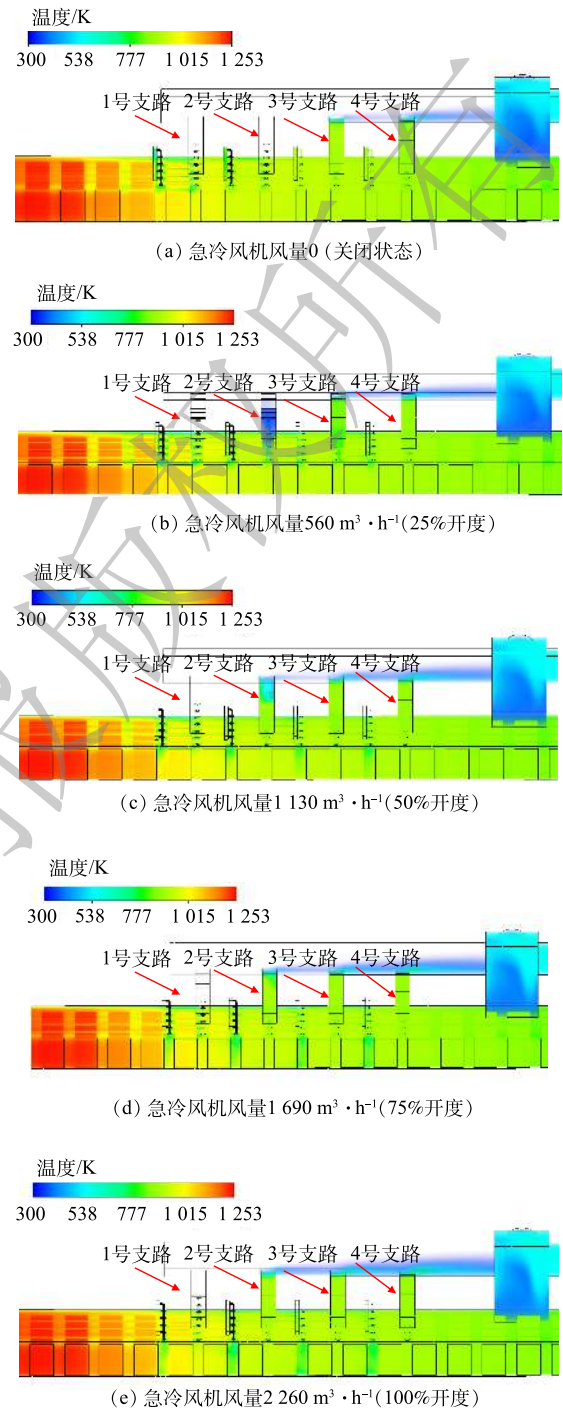 温度/K
300 538 777 1 015 1 253
1号支路 2号支路 3号支路 4号支路
(a) 急冷风机风量0 (关闭状态)
温度/K
300 538 777 1 015 1 253
1号支路 2号支路 3号支路 4号支路
(b) 急冷风机风量560 m³·h⁻¹(25%开度)
温度/K
300 538 777 1 015 1 253
1号支路 2号支路 3号支路 4号支路
(c) 急冷风机风量1 130 m³·h⁻¹(50%开度)
温度/K
300 538 777 1 015 1 253
1号支路 2号支路 3号支路 4号支路
(d) 急冷风机风量1 690 m³·h⁻¹(75%开度)
温度/K
300 538 777 1 015 1 253
1号支路 2号支路 3号支路 4号支路
(e) 急冷风机风量2 260 m³·h⁻¹(100%开度)
版权所有